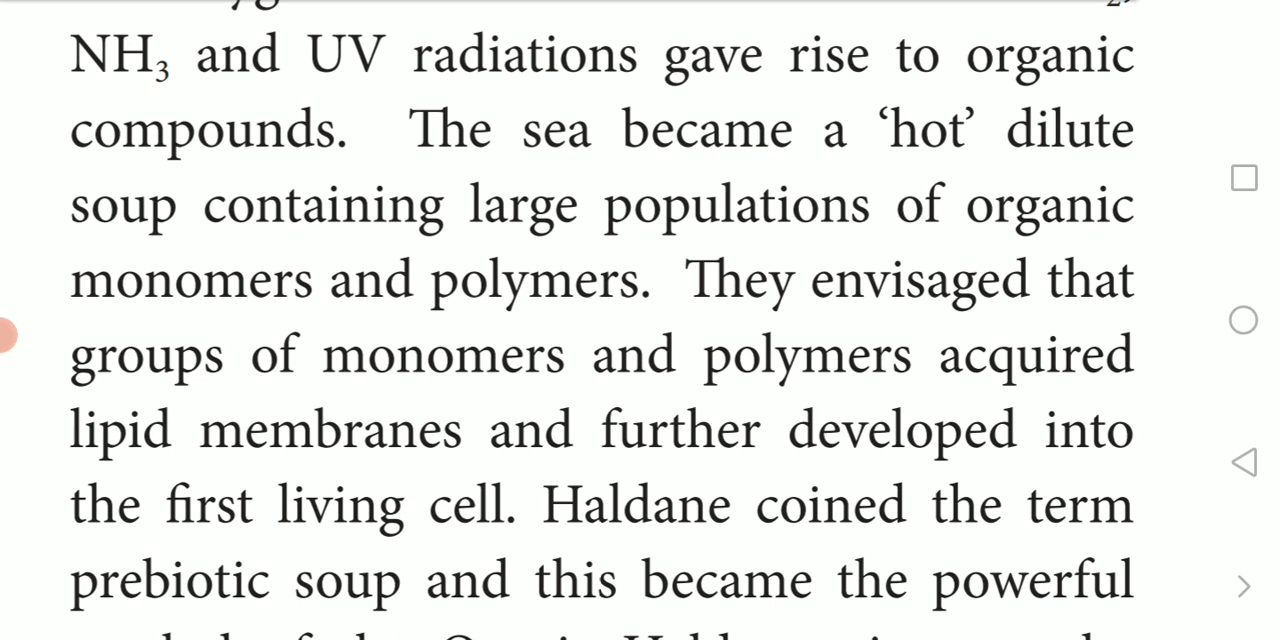 NH₃ and UV radiations gave rise to organic
compounds. The sea became a ‘hot’ dilute
soup containing large populations of organic
monomers and polymers. They envisaged that
groups of monomers and polymers acquired
lipid membranes and further developed into
the first living cell. Haldane coined the term
prebiotic soup and this became the powerful